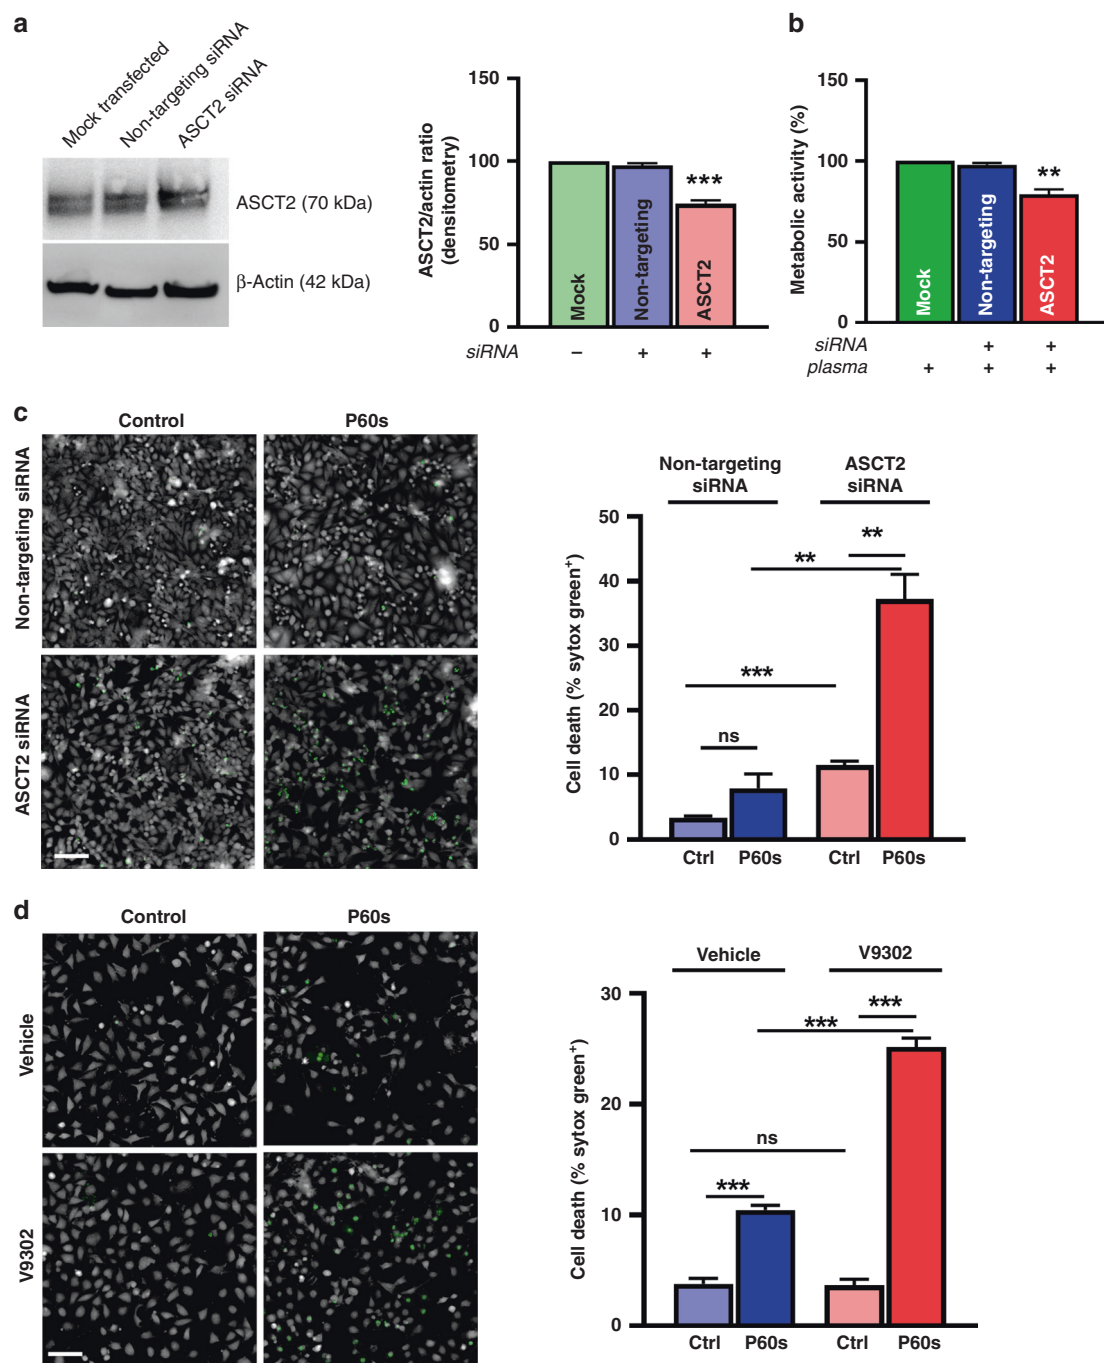 a
Mock transfected
Non-targeting siRNA
ASCT2 siRNA
ASCT2 (70 kDa)
β-Actin (42 kDa)
ASCT2/actin ratio
(densitometry)
150
100
50
0
***
Mock
Non-targeting
ASCT2
siRNA – + +
b
Metabolic activity (%)
150
100
50
0
**
Mock
Non-targeting
ASCT2
siRNA + +
plasma + + +
c
Control P60s
Non-targeting siRNA
ASCT2 siRNA
Non-targeting
siRNA
ASCT2
siRNA
Cell death (% sytox green+)
50
40
30
20
10
0
**
**
***
ns
Ctrl P60s Ctrl P60s
d
Control P60s
Vehicle
V9302
Vehicle V9302
Cell death (% sytox green+)
30
20
10
0
***
***
ns
***
Ctrl P60s Ctrl P60s